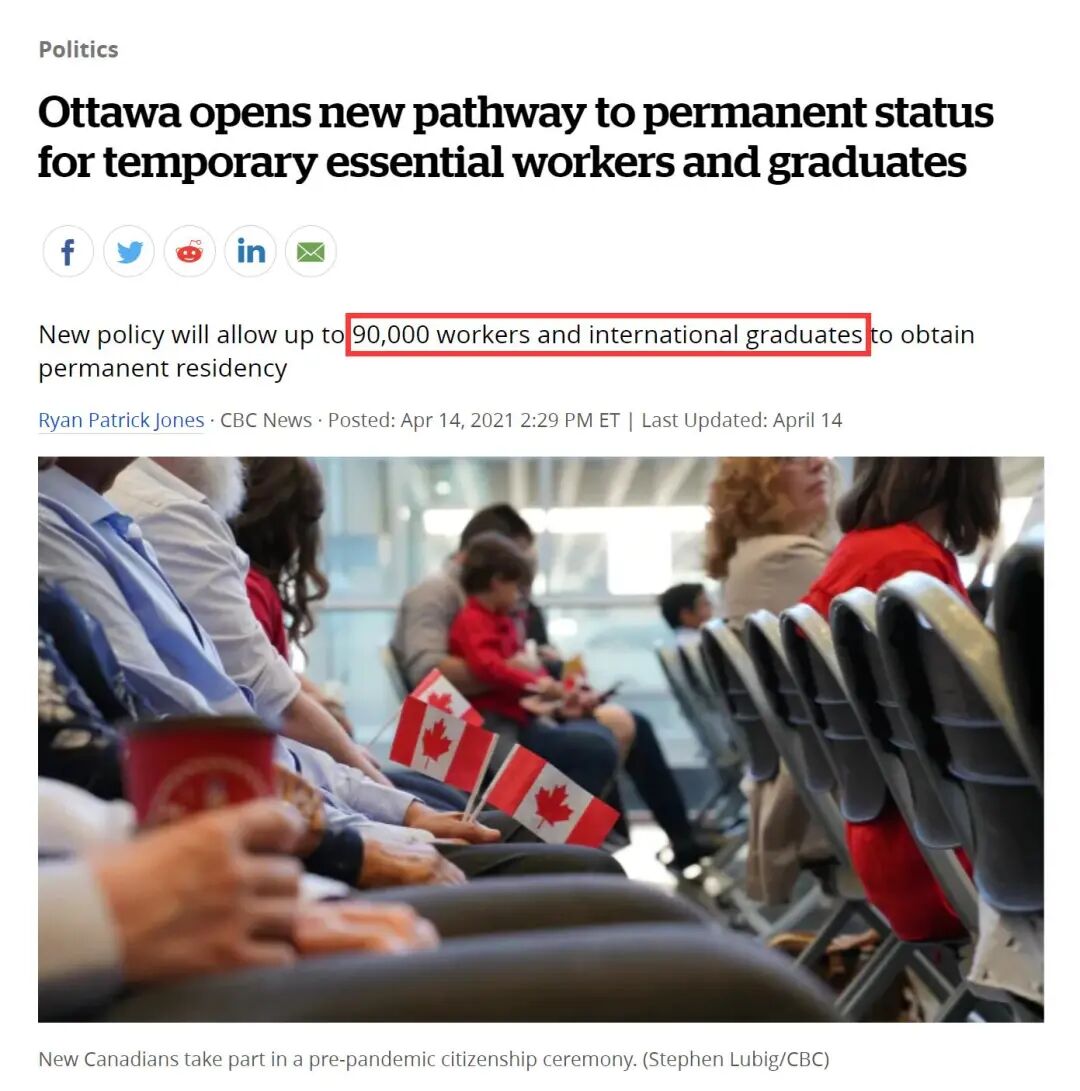 Politics
Ottawa opens new pathway to permanent status
for temporary essential workers and graduates
f
in
New policy will allow up to 90,000 workers and international graduates to obtain
permanent residency
Ryan Patrick Jones · CBC News · Posted: Apr 14, 2021 2:29 PM ET | Last Updated: April 14
New Canadians take part in a pre-pandemic citizenship ceremony. (Stephen Lubig/CBC)